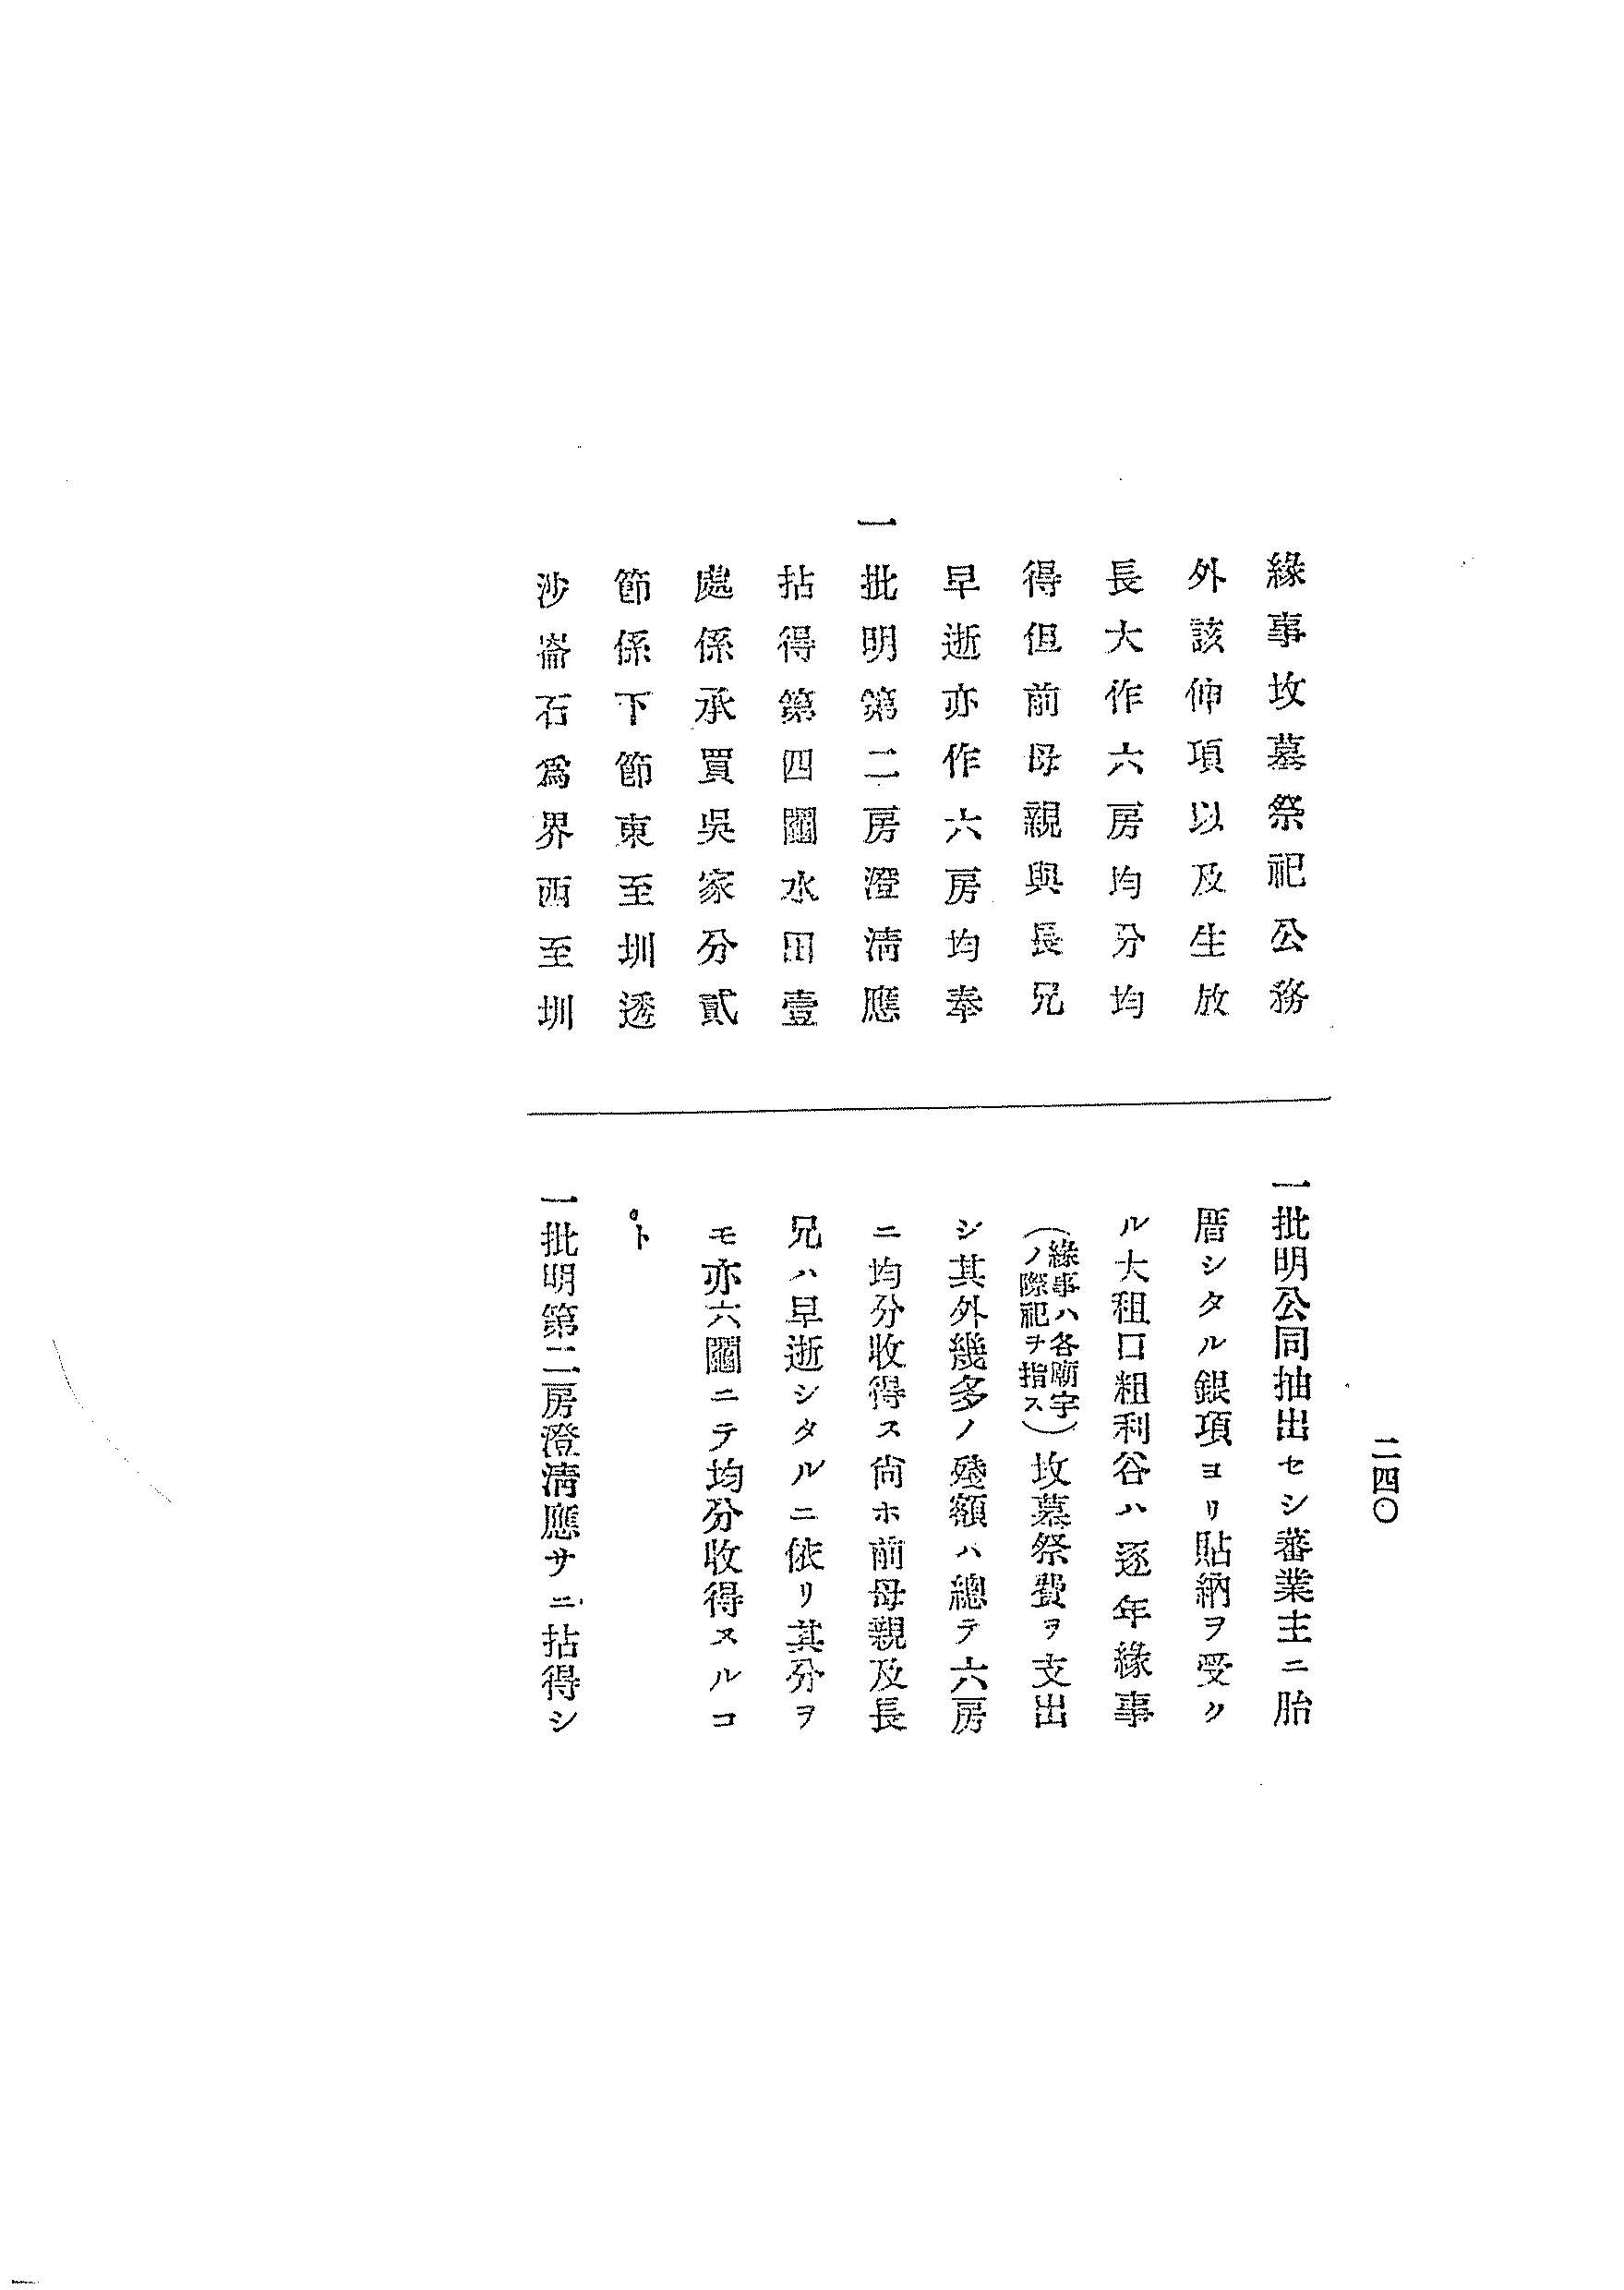 二四〇
緣事坟墓祭祀公務
外該伸項以及生放
長大作六房均分均
得但前母親與長兄
早逝亦作六房均奉
一批明第二房澄淸應
拈得第四鬮水田壹
處係承買吳家分貳
節係下節東至圳透
沙崙石爲界西至圳
一批明公同抽出セシ蕃業主ニ胎
厝シタル銀項ヨリ貼納ヲ受ク
ル大租口粗利谷ハ逐年緣事
（緣事ハ各廟宇ノ際祀ヲ指ス）坟墓祭費ヲ支出
シ其外幾多ノ殘額ハ總テ六房
ニ均分收得ス尙ホ前母親及長
兄ハ早逝シタルニ依リ其分ヲ
モ亦六鬮ニテ均分收得スルコ
ト
一批明第二房澄淸應サニ拈得シ